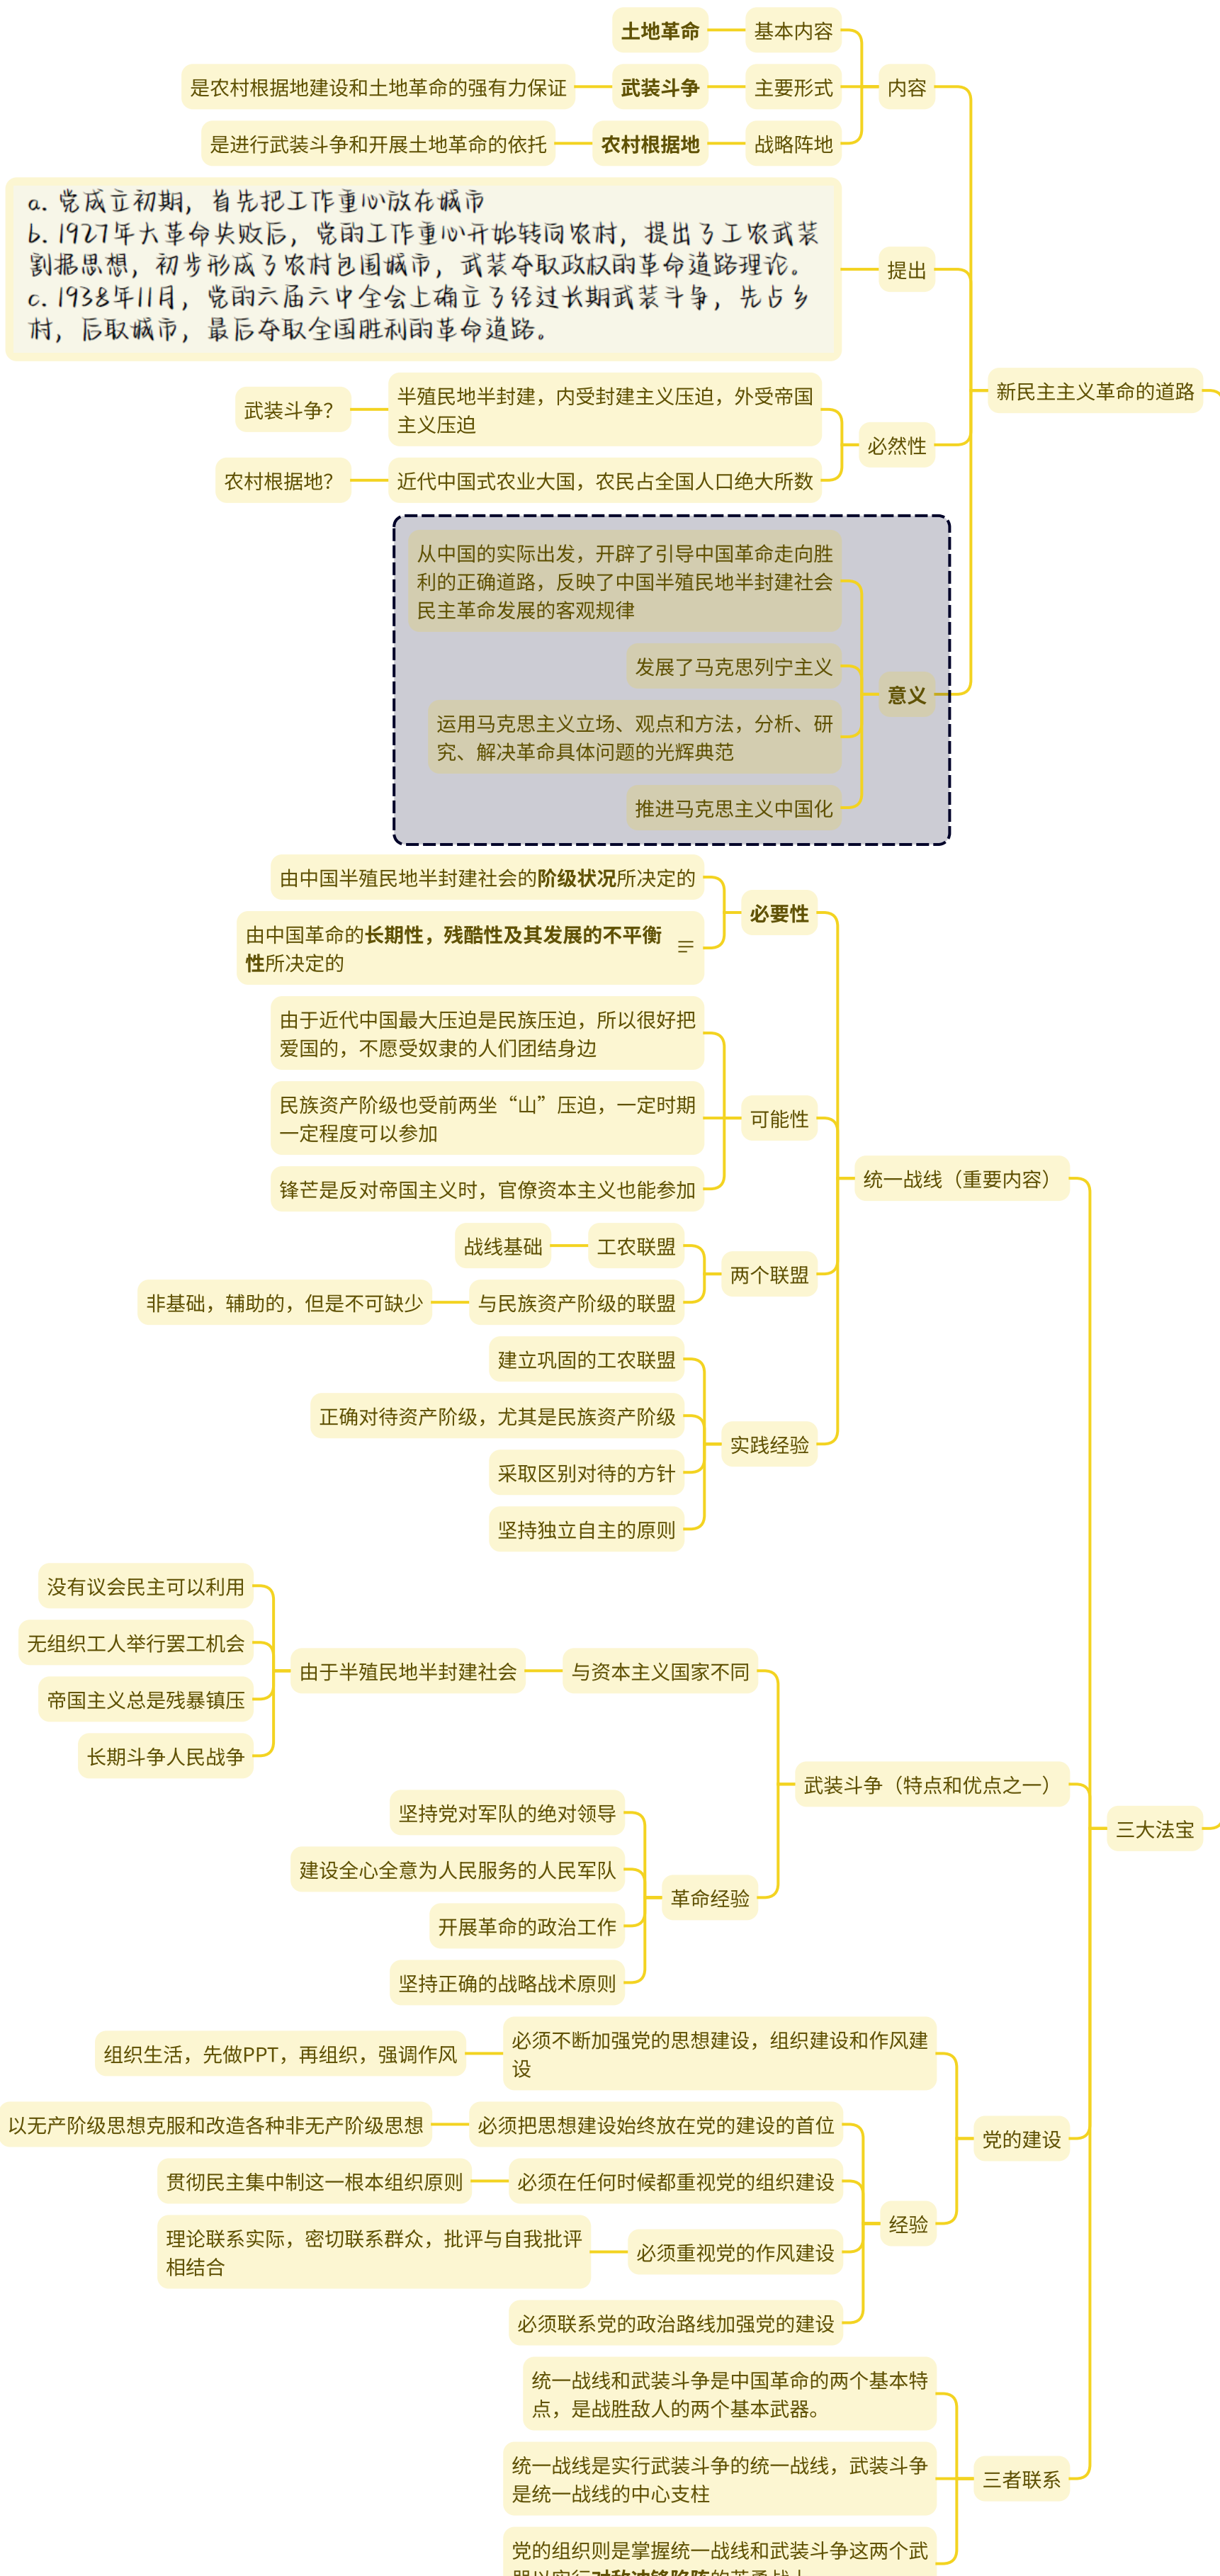 新民主主义革命的道路
内容
基本内容
土地革命
主要形式
武装斗争
是农村根据地建设和土地革命的强有力保证
战略阵地
农村根据地
是进行武装斗争和开展土地革命的依托
提出
a. 党成立初期，首先把工作重心放在城市
b. 1927年大革命失败后，党的工作重心开始转向农村，提出了工农武装
割据思想，初步形成了农村包围城市，武装夺取政权的革命道路理论。
c. 1938年11月，党的六届六中全会上确立了经过长期武装斗争，先占乡
村，后取城市，最后夺取全国胜利的革命道路。
必然性
半殖民地半封建，内受封建主义压迫，外受帝国
主义压迫
武装斗争？
近代中国式农业大国，农民占全国人口绝大所数
农村根据地？
意义
从中国的实际出发，开辟了引导中国革命走向胜
利的正确道路，反映了中国半殖民地半封建社会
民主革命发展的客观规律
发展了马克思列宁主义
运用马克思主义立场、观点和方法，分析、研
究、解决革命具体问题的光辉典范
推进马克思主义中国化
三大法宝
统一战线（重要内容）
必要性
由中国半殖民地半封建社会的阶级状况所决定的
由中国革命的长期性，残酷性及其发展的不平衡
性所决定的
可能性
由于近代中国最大压迫是民族压迫，所以很好把
爱国的，不愿受奴隶的人们团结身边
民族资产阶级也受前两坐“山”压迫，一定时期
一定程度可以参加
锋芒是反对帝国主义时，官僚资本主义也能参加
两个联盟
工农联盟
战线基础
与民族资产阶级的联盟
非基础，辅助的，但是不可缺少
实践经验
建立巩固的工农联盟
正确对待资产阶级，尤其是民族资产阶级
采取区别对待的方针
坚持独立自主的原则
武装斗争（特点和优点之一）
与资本主义国家不同
由于半殖民地半封建社会
没有议会民主可以利用
无组织工人举行罢工机会
帝国主义总是残暴镇压
长期斗争人民战争
革命经验
坚持党对军队的绝对领导
建设全心全意为人民服务的人民军队
开展革命的政治工作
坚持正确的战略战术原则
党的建设
必须不断加强党的思想建设，组织建设和作风建
设
组织生活，先做PPT，再组织，强调作风
经验
必须把思想建设始终放在党的建设的首位
以无产阶级思想克服和改造各种非无产阶级思想
必须在任何时候都重视党的组织建设
贯彻民主集中制这一根本组织原则
必须重视党的作风建设
理论联系实际，密切联系群众，批评与自我批评
相结合
必须联系党的政治路线加强党的建设
三者联系
统一战线和武装斗争是中国革命的两个基本特
点，是战胜敌人的两个基本武器。
统一战线是实行武装斗争的统一战线，武装斗争
是统一战线的中心支柱
党的组织则是掌握统一战线和武装斗争这两个武
器以实行对敌冲锋陷阵的英勇战士